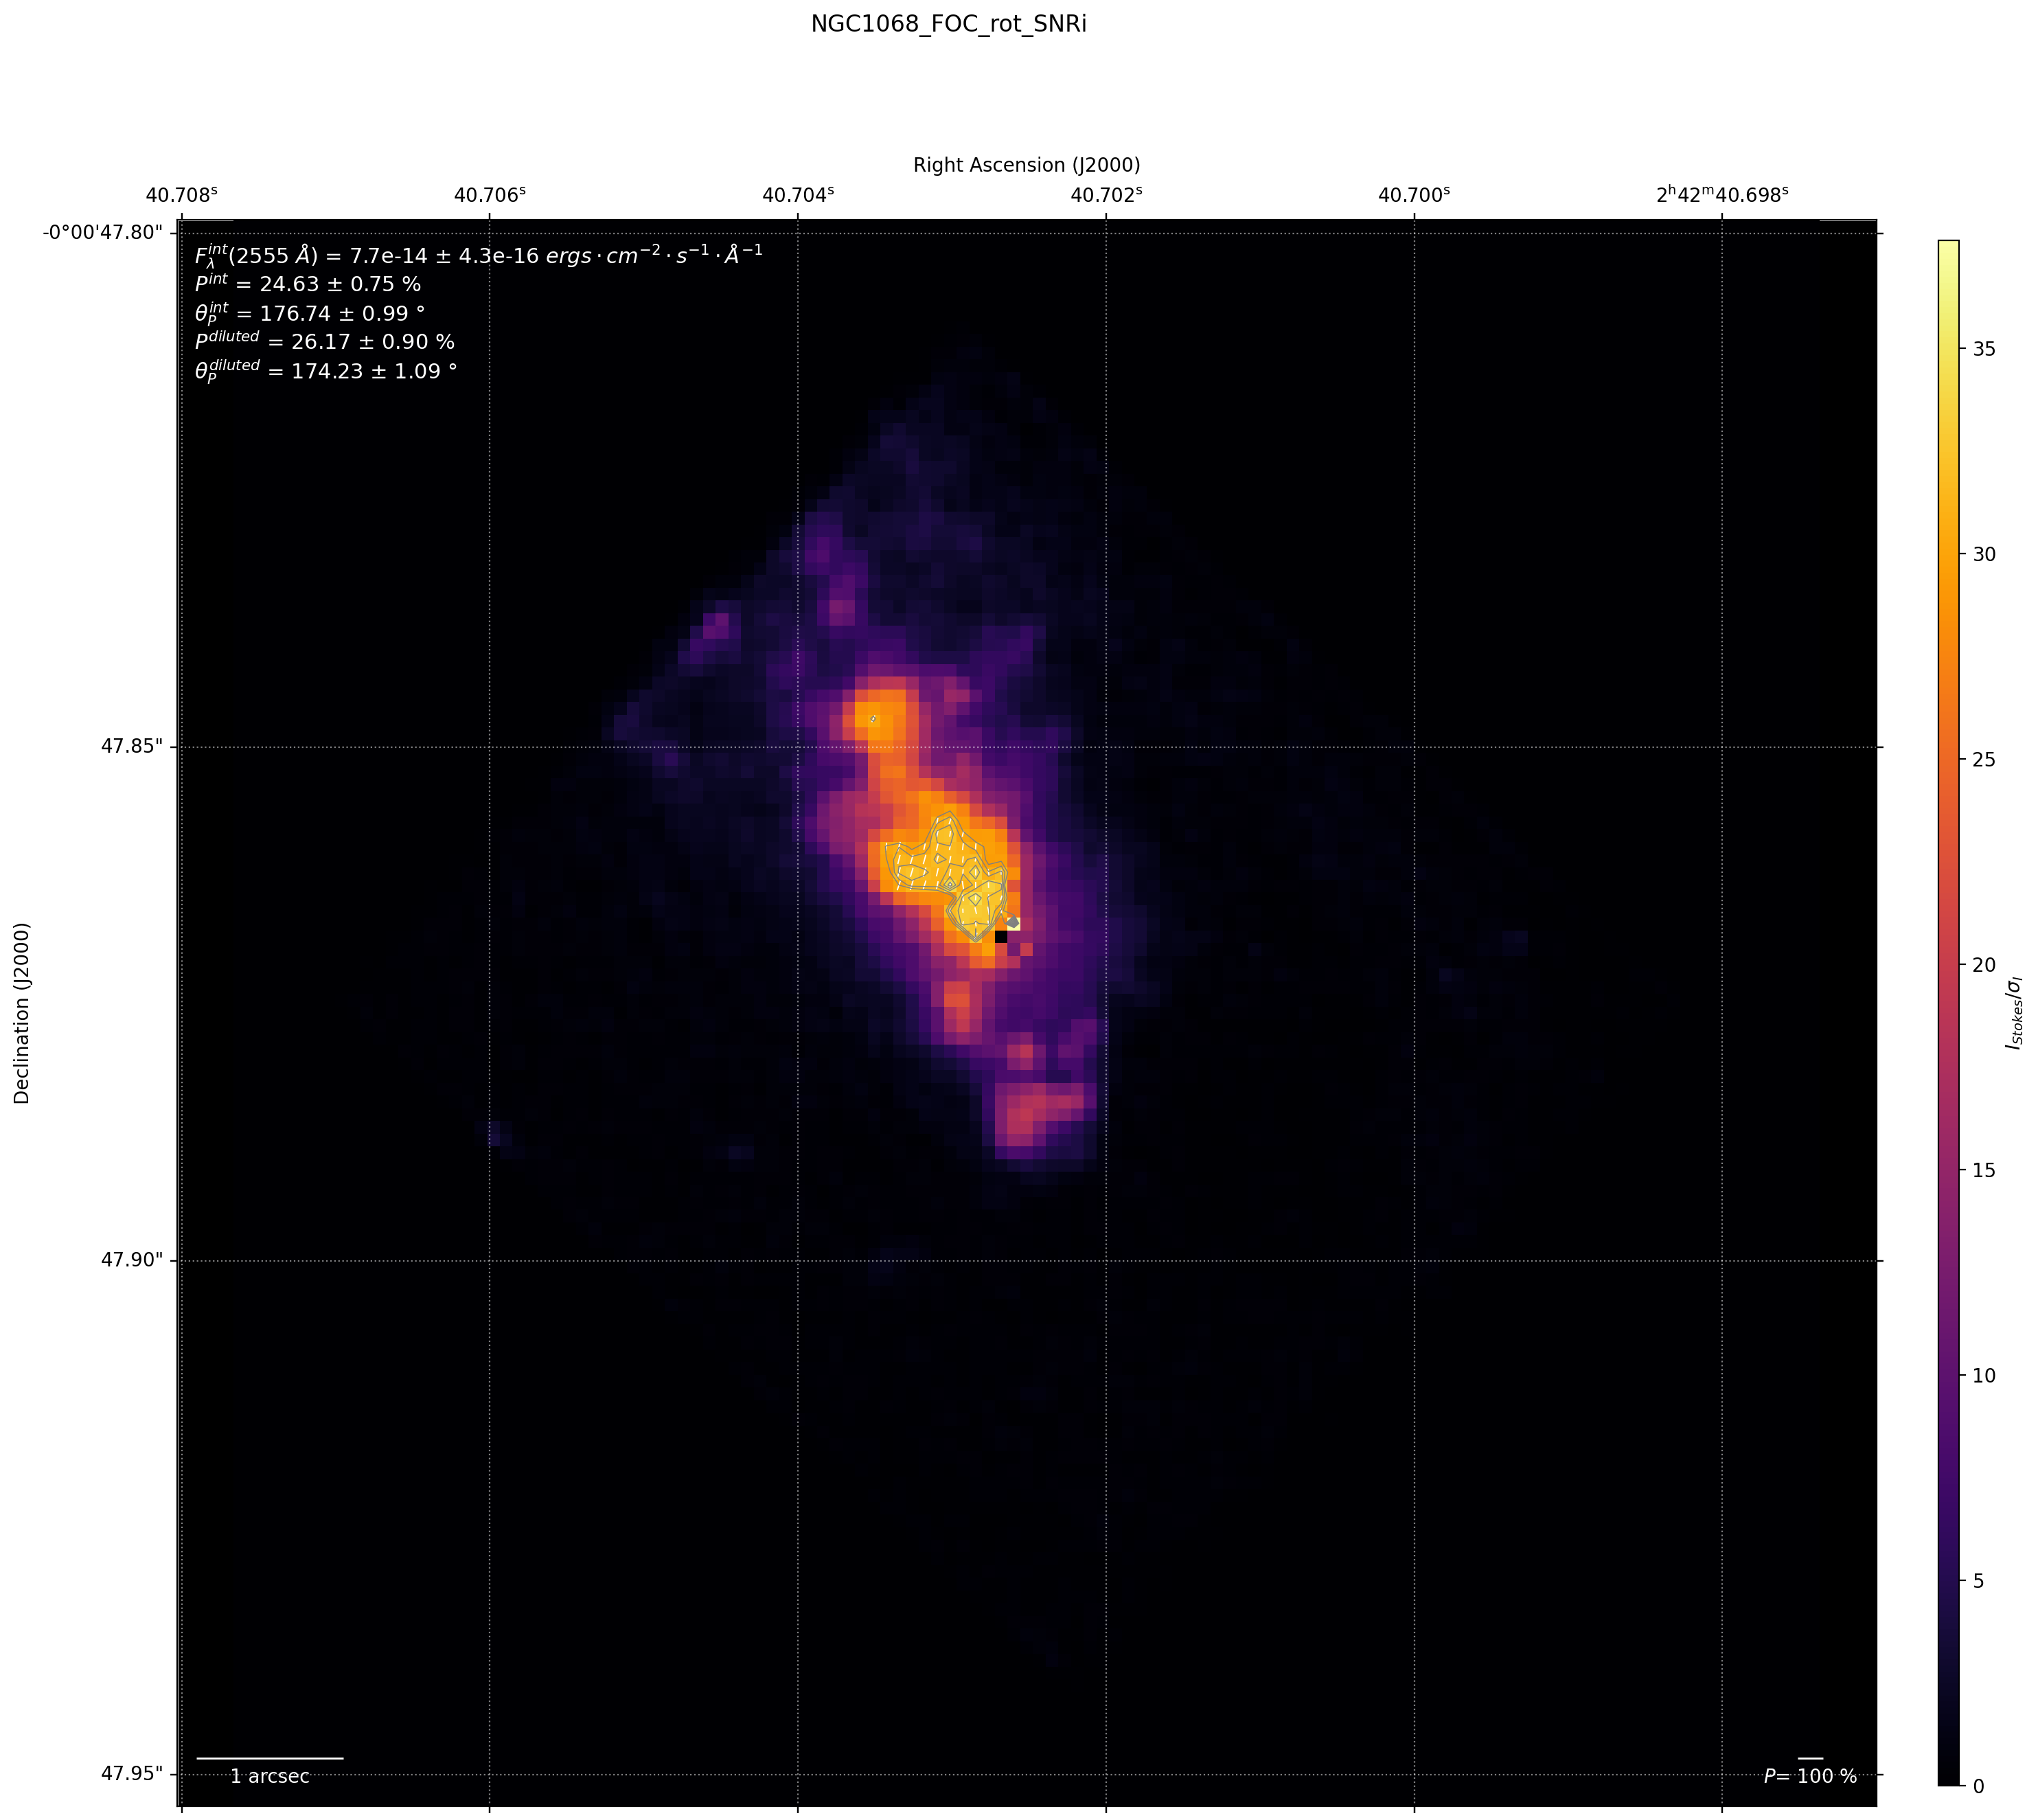 NGC1068_FOC_rot_SNRi
Right Ascension (J2000)
40.708ˢ 40.706ˢ 40.704ˢ 40.702ˢ 40.700ˢ 2ʰ42ᵐ40.698ˢ
-0°00'47.80"
F_λ^int(2555 Å) = 7.7e-14 ± 4.3e-16 ergs · cm⁻² · s⁻¹ · Å⁻¹
P^int = 24.63 ± 0.75 %
θ_P^int = 176.74 ± 0.99 °
P^diluted = 26.17 ± 0.90 %
θ_P^diluted = 174.23 ± 1.09 °
47.85"
47.90"
47.95"
Declination (J2000)
1 arcsec
P= 100 %
35
30
25
20
15
10
5
0
I_stokes/σ_I